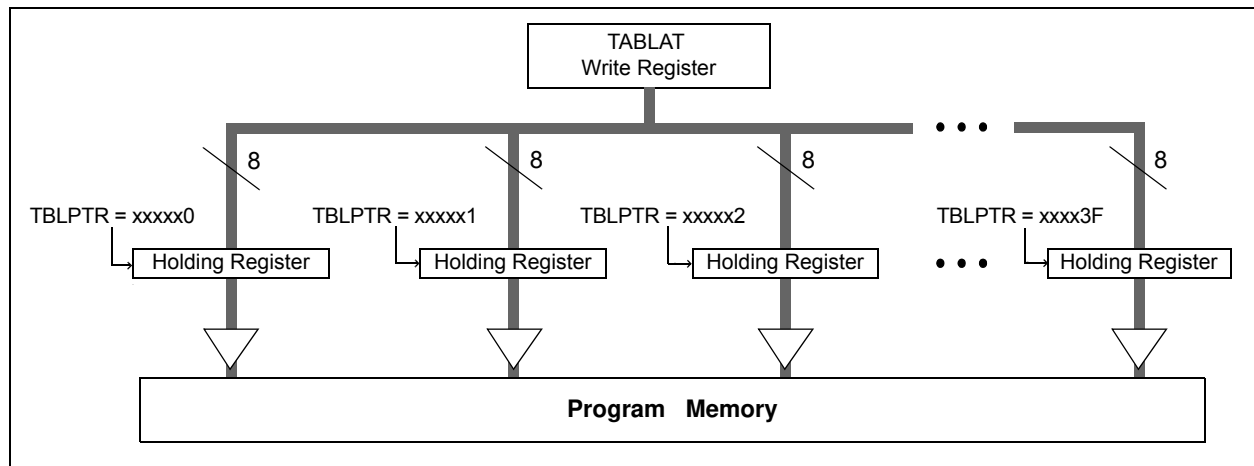 TABLAT
Write Register
8 8 8 8
TBLPTR = xxxxx0 TBLPTR = xxxxx1 TBLPTR = xxxxx2 TBLPTR = xxxx3F
Holding Register Holding Register Holding Register Holding Register
Program Memory